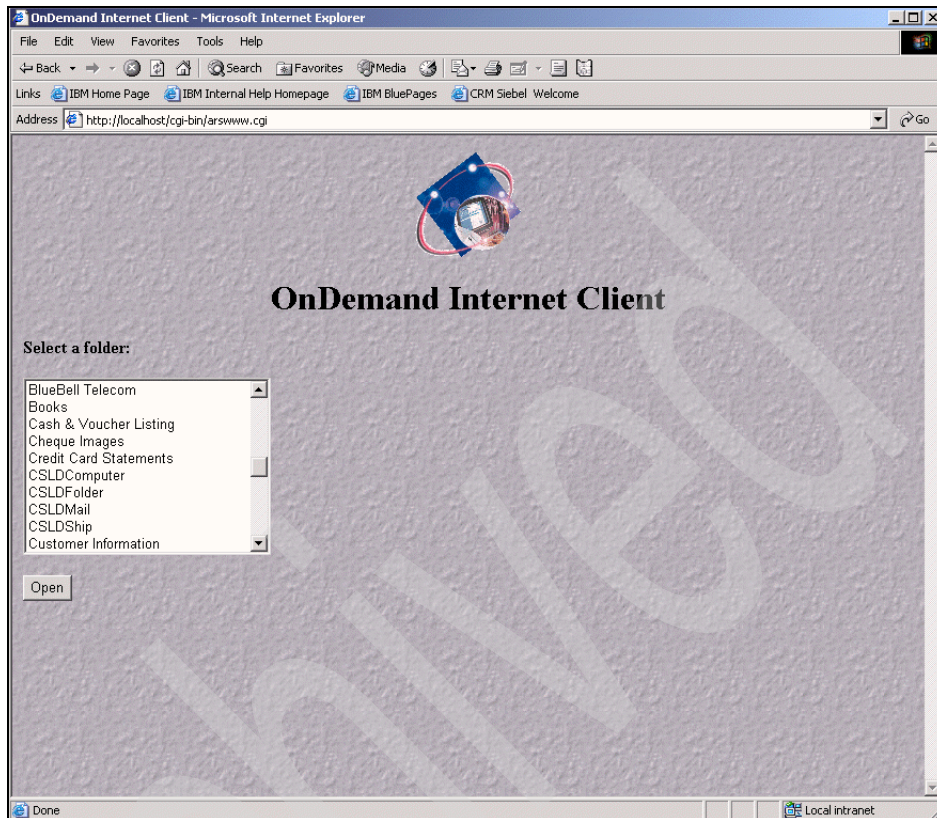 OnDemand Internet Client - Microsoft Internet Explorer
File Edit View Favorites Tools Help
Back Search Favorites Media
Links IBM Home Page IBM Internal Help Homepage IBM BluePages CRM Siebel Welcome
Address http://localhost/cgi-bin/arswww.cgi Go
OnDemand Internet Client
Select a folder:
BlueBell Telecom
Books
Cash & Voucher Listing
Cheque Images
Credit Card Statements
CSLDComputer
CSLDFolder
CSLDMail
CSLDShip
Customer Information
Open
Done Local intranet